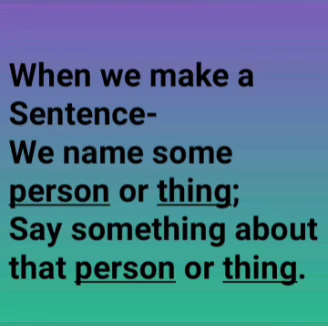 When we make a
Sentence-
We name some
person or thing;
Say something about
that person or thing.